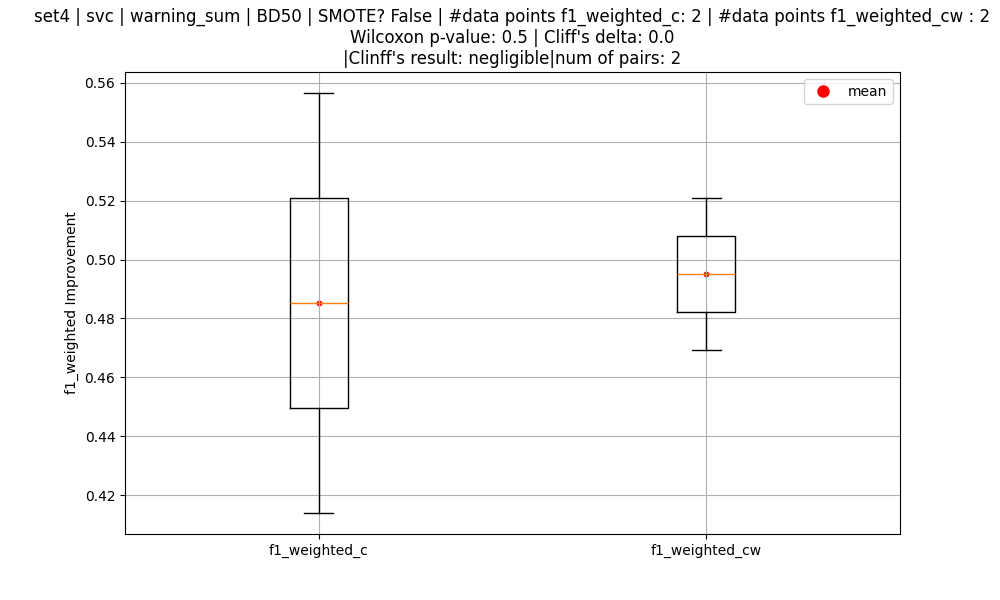 set4 | svc | warning_sum | BD50 | SMOTE? False | #data points f1_weighted_c: 2 | #data points f1_weighted_cw : 2
Wilcoxon p-value: 0.5 | Cliff's delta: 0.0
|Clinff's result: negligible|num of pairs: 2
mean
0.56
0.54
0.52
0.50
0.48
0.46
0.44
0.42
f1_weighted Improvement
f1_weighted_c
f1_weighted_cw